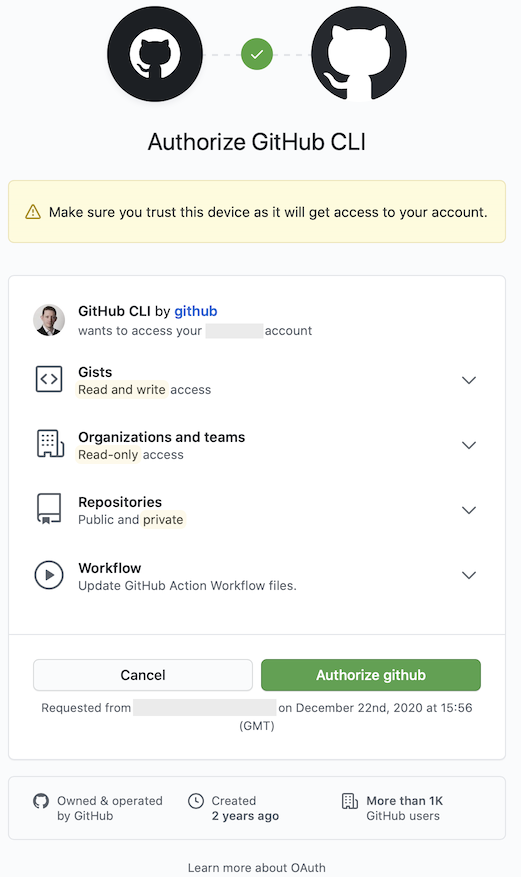 Authorize GitHub CLI
Make sure you trust this device as it will get access to your account.
GitHub CLI by github
wants to access your account
Gists
Read and write access
Organizations and teams
Read-only access
Repositories
Public and private
Workflow
Update GitHub Action Workflow files.
Cancel
Authorize github
Requested from on December 22nd, 2020 at 15:56
(GMT)
Owned & operated
by GitHub
Created
2 years ago
More than 1K
GitHub users
Learn more about OAuth